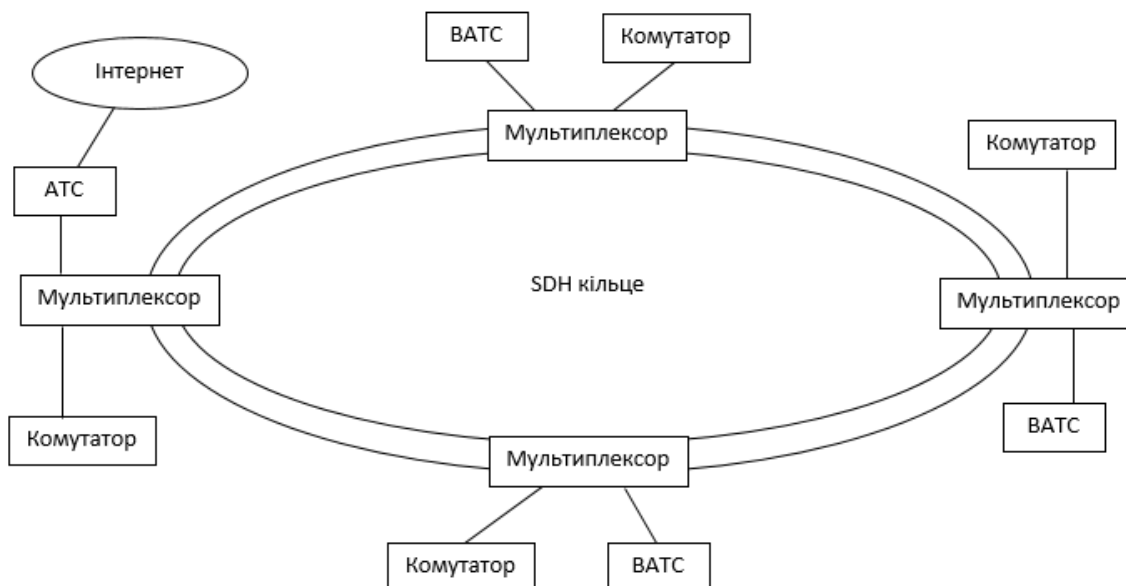 ВАТС
Комутатор
Інтернет
Мультиплексор
Комутатор
АТС
SDH кільце
Мультиплексор
Мультиплексор
ВАТС
Комутатор
Мультиплексор
Комутатор
ВАТС